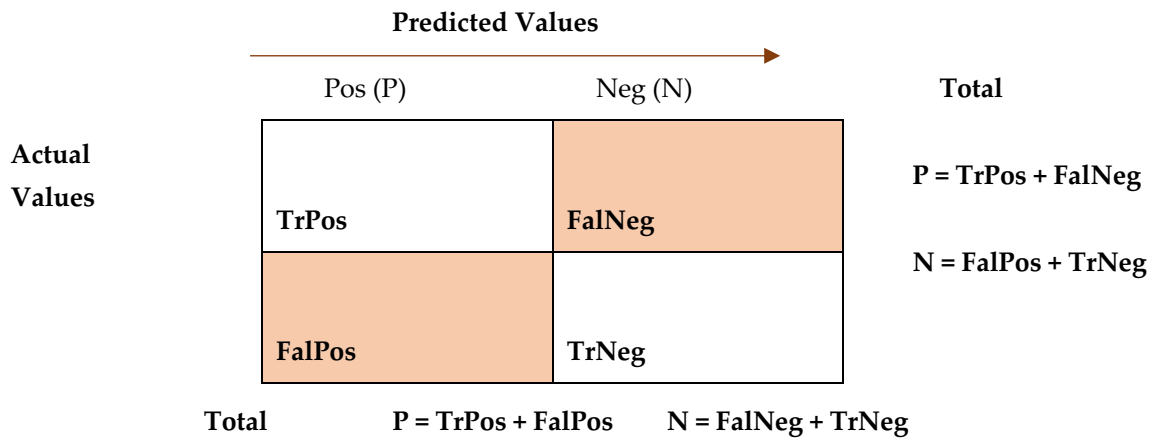 Predicted Values
Pos (P) Neg (N) Total
Actual
Values
P = TrPos + FalNeg
TrPos FalNeg
N = FalPos + TrNeg
FalPos TrNeg
Total P = TrPos + FalPos N = FalNeg + TrNeg